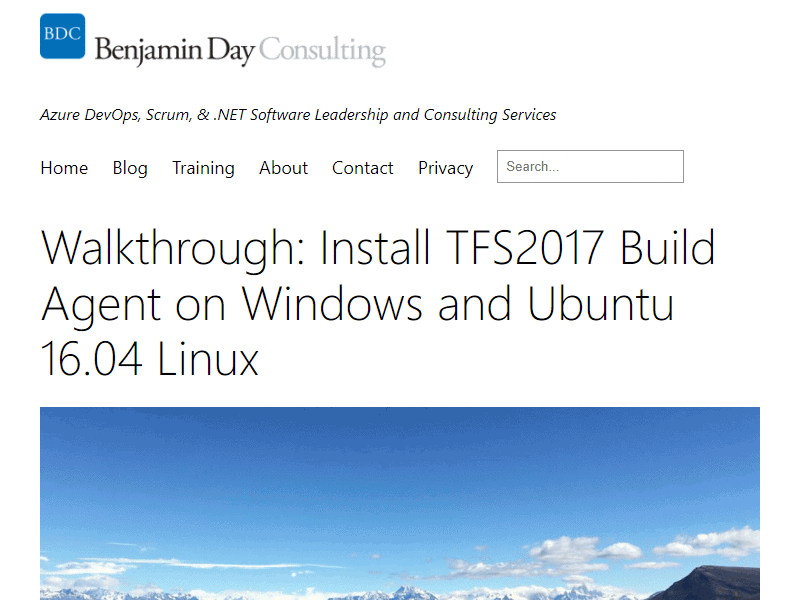 BDC
Benjamin Day Consulting
Azure DevOps, Scrum, & .NET Software Leadership and Consulting Services
Home Blog Training About Contact Privacy Search...
Walkthrough: Install TFS2017 Build
Agent on Windows and Ubuntu
16.04 Linux